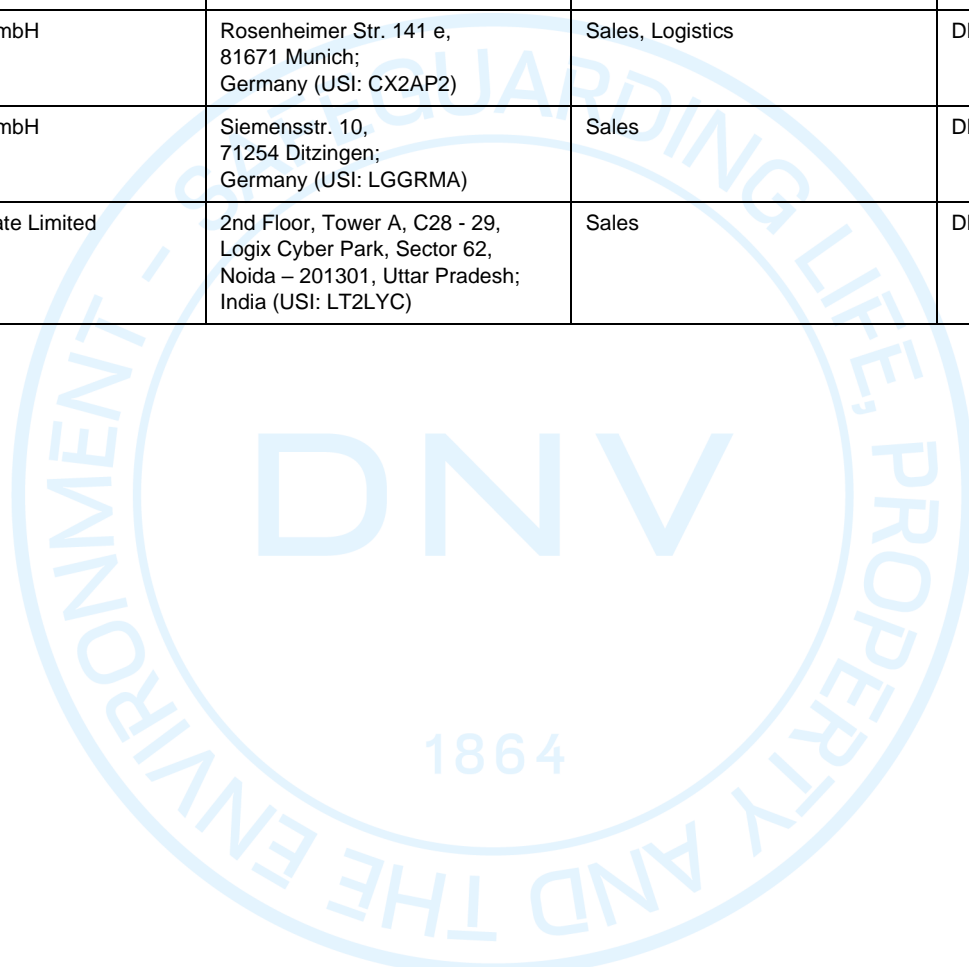 mbH
Rosenheimer Str. 141 e,
81671 Munich;
Germany (USI: CX2AP2)
Sales, Logistics
mbH
Siemensstr. 10,
71254 Ditzingen;
Germany (USI: LGGRMA)
Sales
ate Limited
2nd Floor, Tower A, C28 - 29,
Logix Cyber Park, Sector 62,
Noida – 201301, Uttar Pradesh;
India (USI: LT2LYC)
Sales
SAFEGUARDING LIFE, PROPERTY AND THE ENVIRONMENT -
DNV
1864